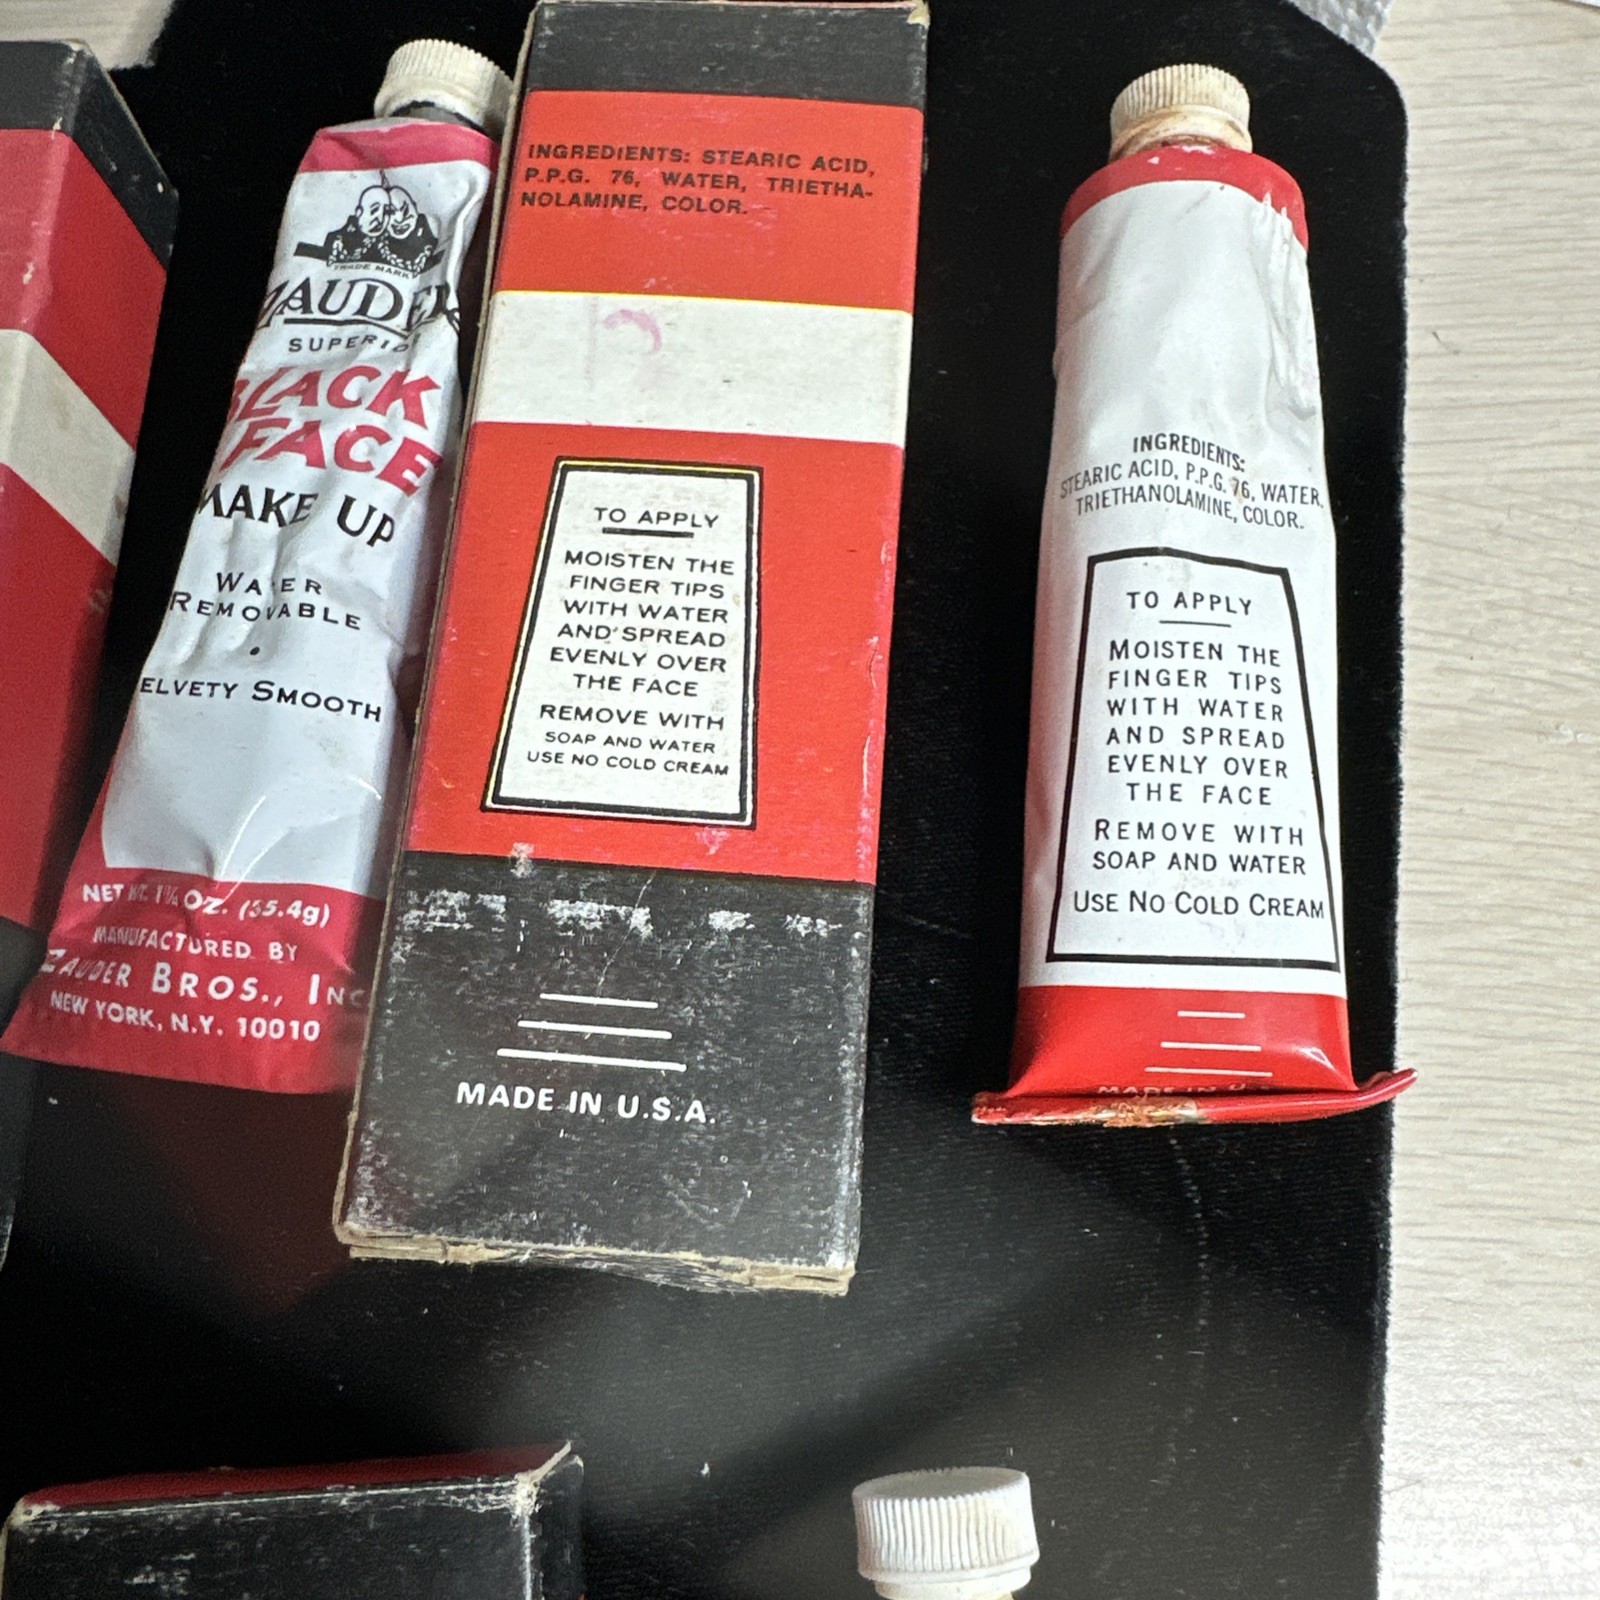 TRADE MARK
ZAUDER
SUPERIOR
BLACK
FACE
MAKE UP
WATER
REMOVABLE
VELVETY SMOOTH
NET WT. 1¼ OZ. (35.4g)
MANUFACTURED BY
ZAUDER BROS., INC
NEW YORK, N.Y. 10010
INGREDIENTS: STEARIC ACID,
P.P.G. 76, WATER, TRIETHA-
NOLAMINE, COLOR.
TO APPLY
MOISTEN THE
FINGER TIPS
WITH WATER
AND SPREAD
EVENLY OVER
THE FACE
REMOVE WITH
SOAP AND WATER
USE NO COLD CREAM
MADE IN U.S.A.
INGREDIENTS:
STEARIC ACID, P.P.G. 76, WATER,
TRIETHANOLAMINE, COLOR.
TO APPLY
MOISTEN THE
FINGER TIPS
WITH WATER
AND SPREAD
EVENLY OVER
THE FACE
REMOVE WITH
SOAP AND WATER
USE NO COLD CREAM
MADE IN U.S.